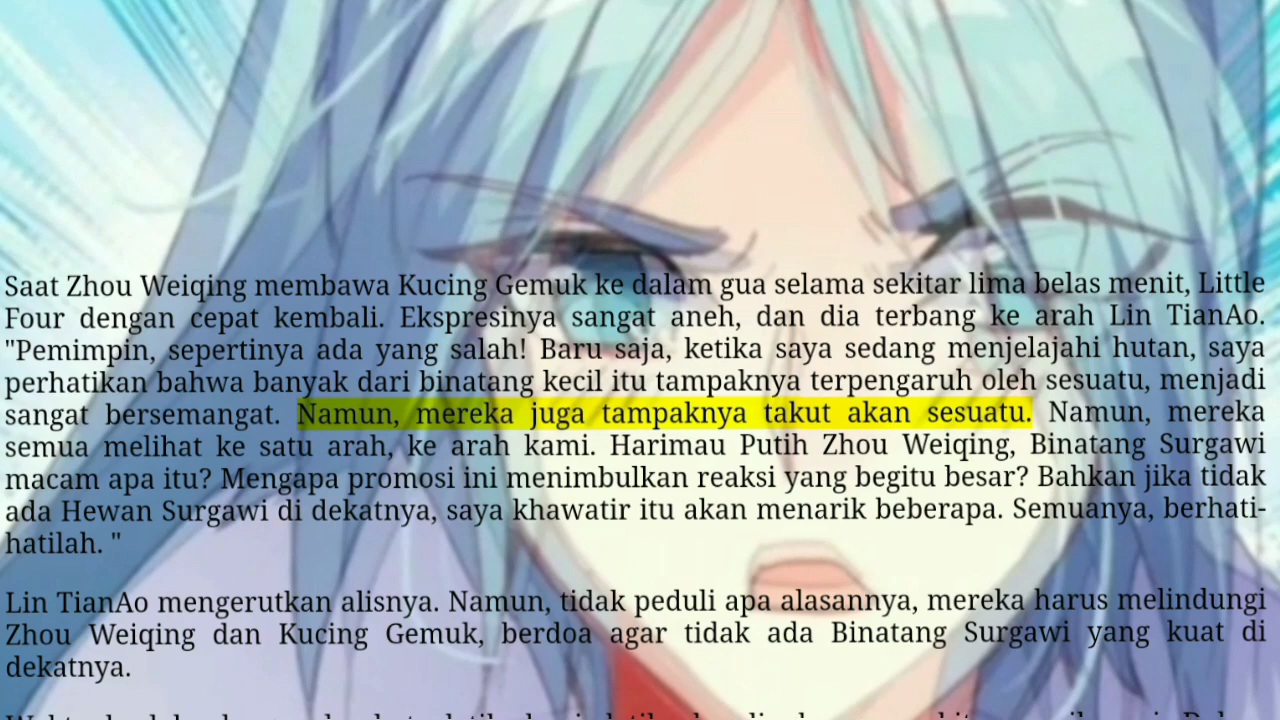 Saat Zhou Weiqing membawa Kucing Gemuk ke dalam gua selama sekitar lima belas menit, Little
Four dengan cepat kembali. Ekspresinya sangat aneh, dan dia terbang ke arah Lin TianAo.
"Pemimpin, sepertinya ada yang salah! Baru saja, ketika saya sedang menjelajahi hutan, saya
perhatikan bahwa banyak dari binatang kecil itu tampaknya terpengaruh oleh sesuatu, menjadi
sangat bersemangat. Namun, mereka juga tampaknya takut akan sesuatu. Namun, mereka
semua melihat ke satu arah, ke arah kami. Harimau Putih Zhou Weiqing, Binatang Surgawi
macam apa itu? Mengapa promosi ini menimbulkan reaksi yang begitu besar? Bahkan jika tidak
ada Hewan Surgawi di dekatnya, saya khawatir itu akan menarik beberapa. Semuanya, berhati-
hatilah. "
Lin TianAo mengerutkan alisnya. Namun, tidak peduli apa alasannya, mereka harus melindungi
Zhou Weiqing dan Kucing Gemuk, berdoa agar tidak ada Binatang Surgawi yang kuat di
dekatnya.